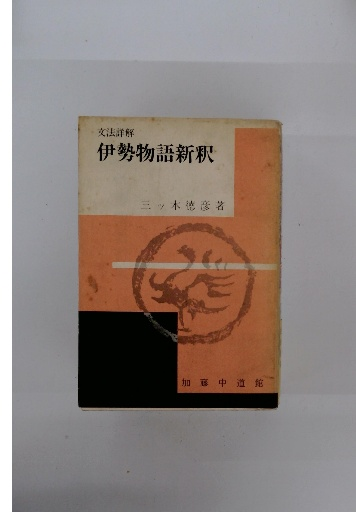 文法詳解
伊勢物語新釈
三ツ木徳彦著
加藤中道館